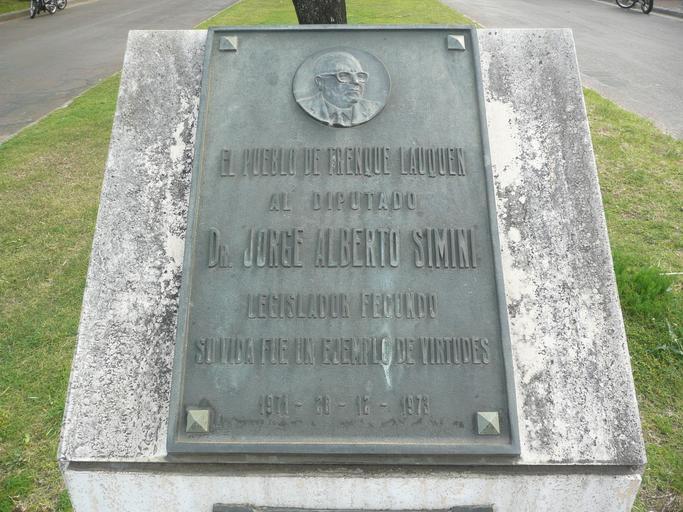 EL PUEBLO DE TRENQUE LAUQUEN
AL DIPUTADO
DR. JORGE ALBERTO SIMINI
LEGISLADOR FECUNDO
SU VIDA FUE UN EJEMPLO DE VIRTUDES
1971 - 28 - 12 - 1973